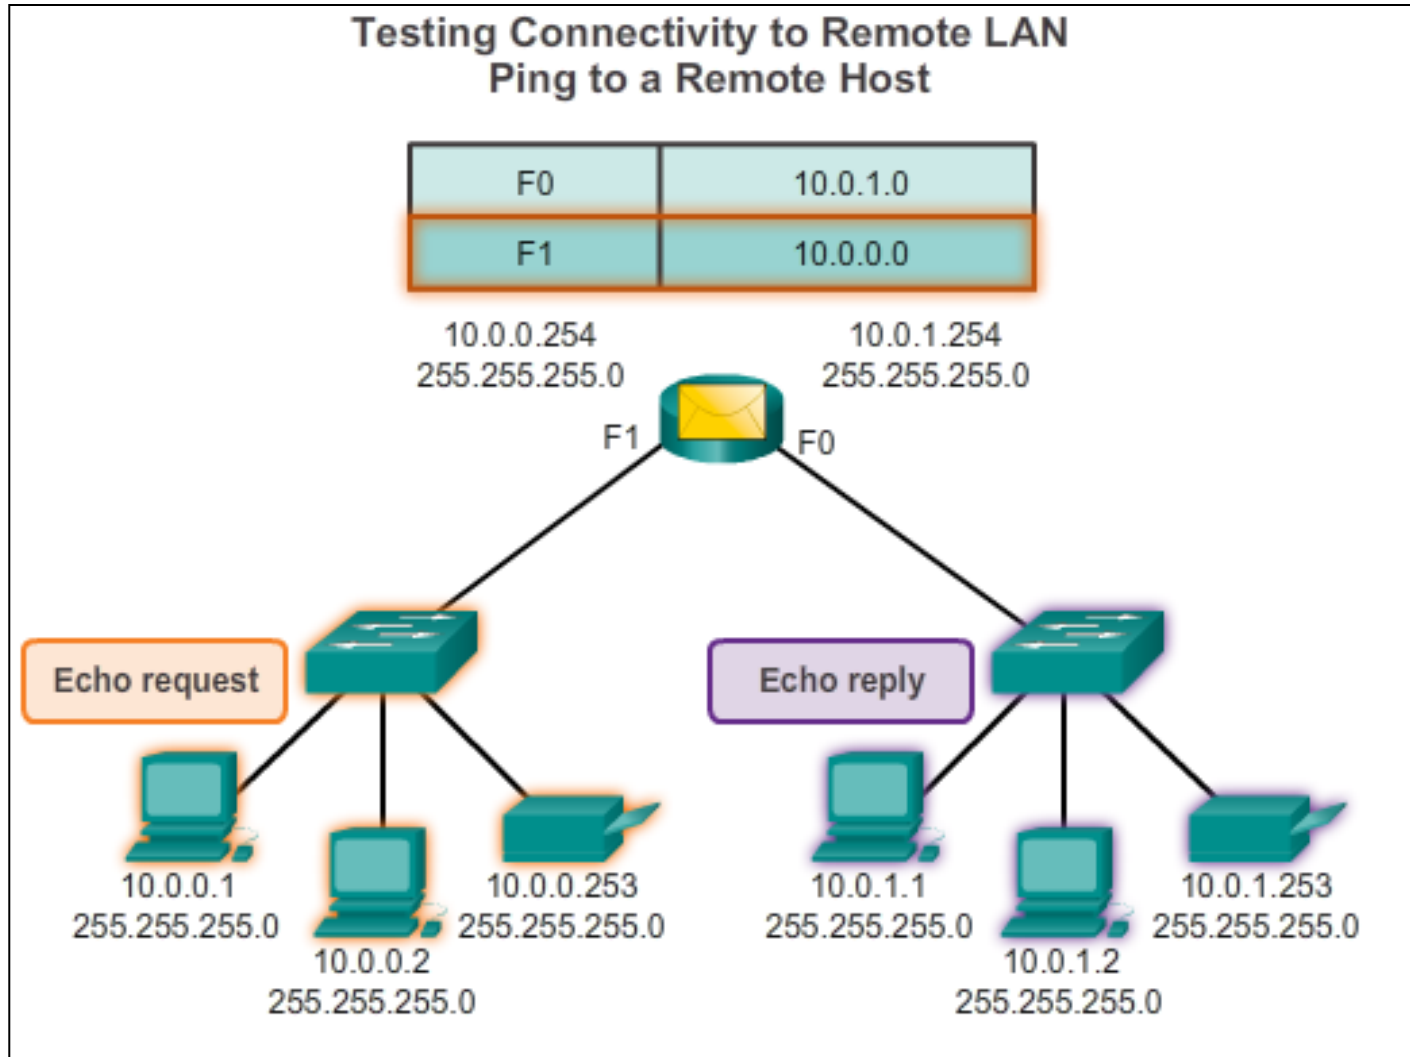 Testing Connectivity to Remote LAN
Ping to a Remote Host
F0 10.0.1.0
F1 10.0.0.0
10.0.0.254
255.255.255.0
10.0.1.254
255.255.255.0
F1
F0
Echo request
Echo reply
10.0.0.1
255.255.255.0
10.0.0.2
255.255.255.0
10.0.0.253
255.255.255.0
10.0.1.1
255.255.255.0
10.0.1.2
255.255.255.0
10.0.1.253
255.255.255.0